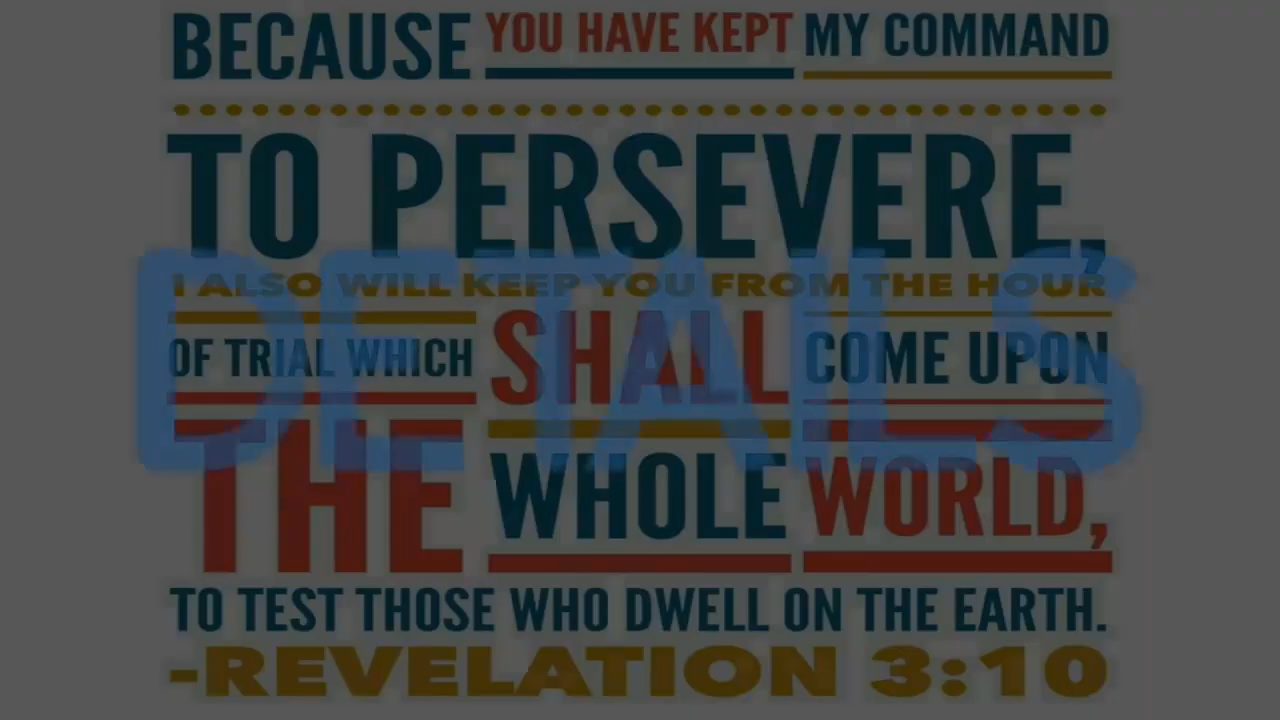 BECAUSE YOU HAVE KEPT MY COMMAND
TO PERSEVERE,
I ALSO WILL KEEP YOU FROM THE HOUR
OF TRIAL WHICH SHALL COME UPON
THE WHOLE WORLD,
TO TEST THOSE WHO DWELL ON THE EARTH.
-REVELATION 3:10
DETAILS